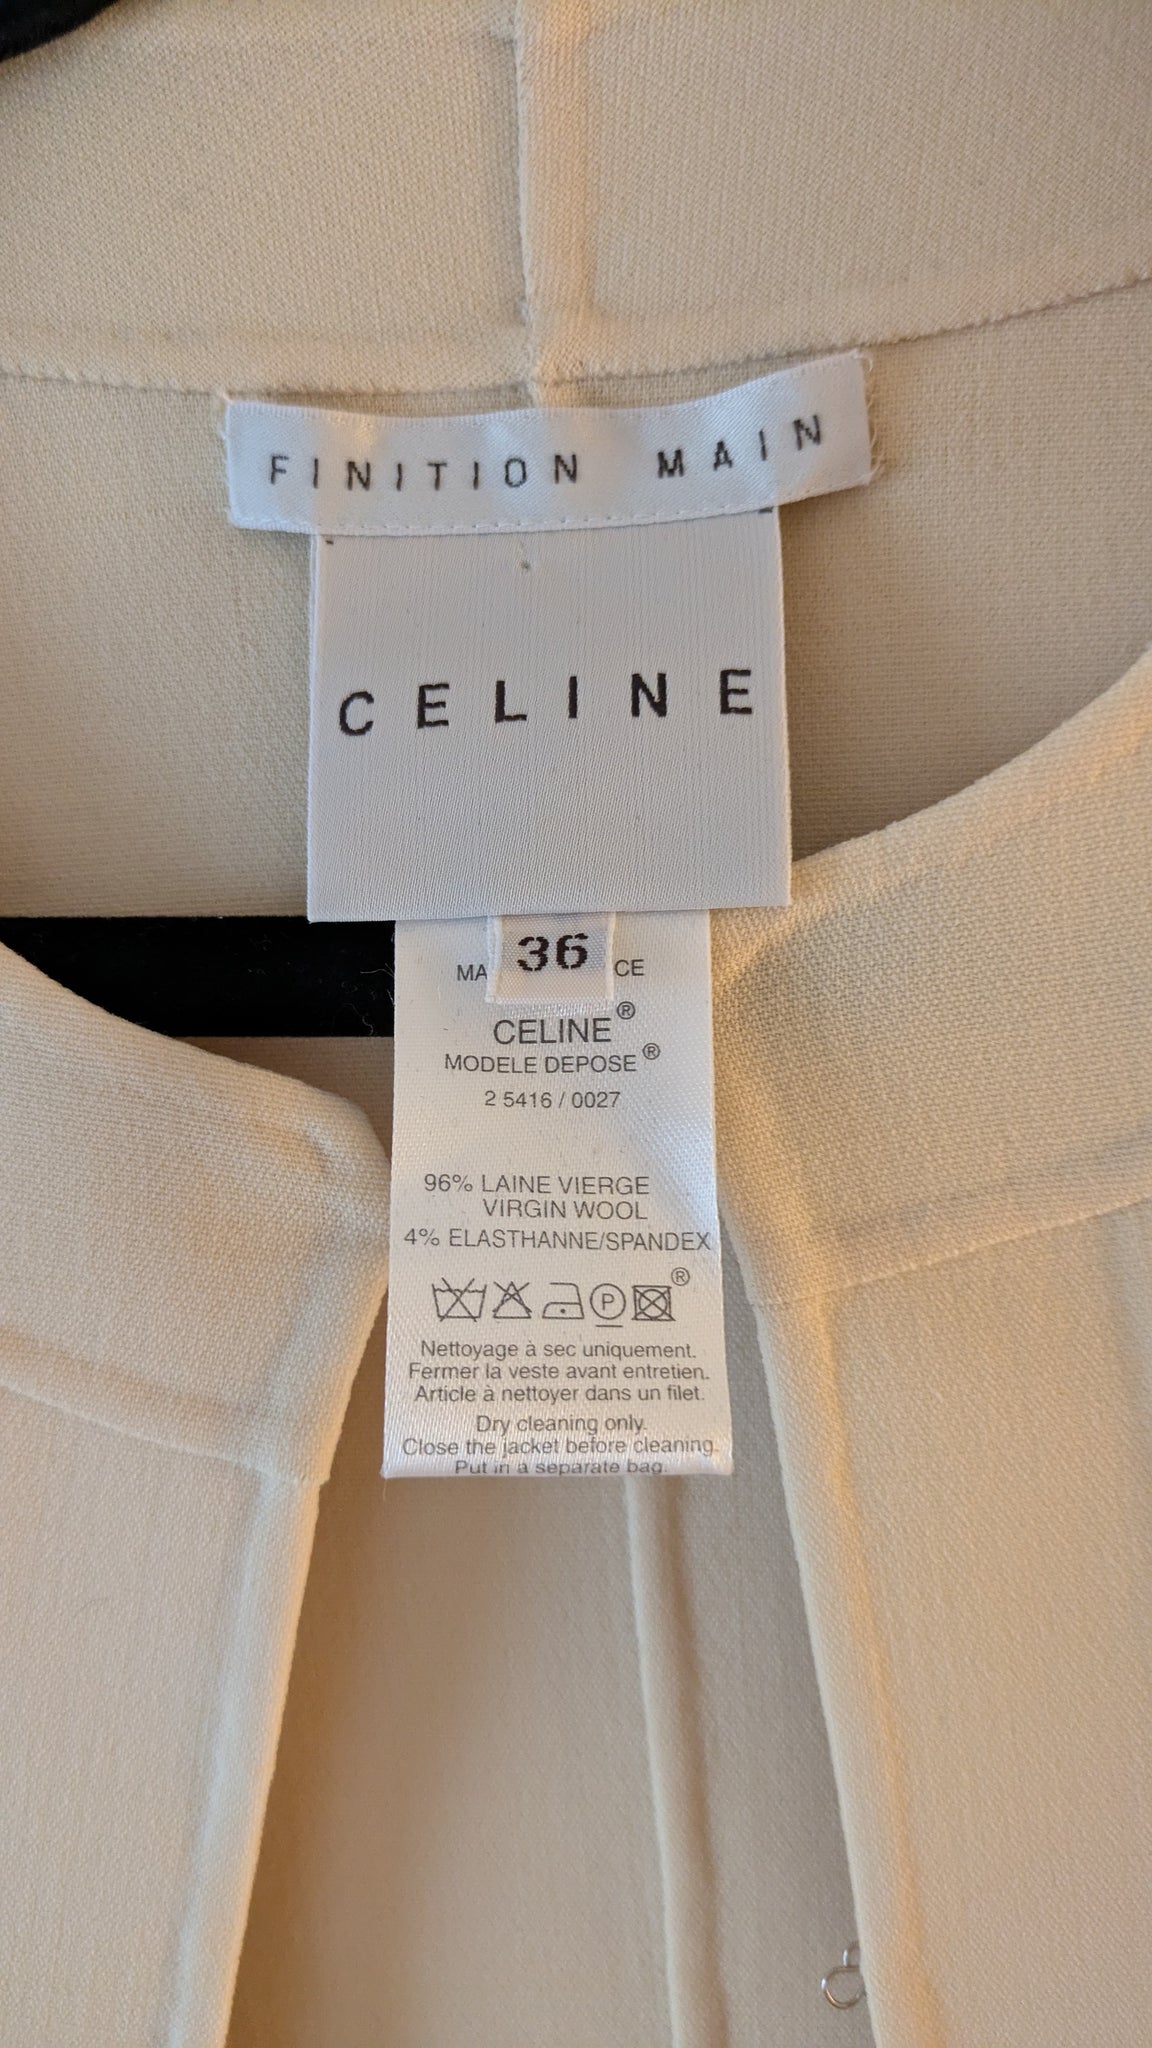 FINITION MAIN
CELINE
36
MA CE
CELINE®
MODELE DEPOSE®
2 5416 / 0027
96% LAINE VIERGE
VIRGIN WOOL
4% ELASTHANNE/SPANDEX
P ®
Nettoyage à sec uniquement.
Fermer la veste avant entretien.
Article à nettoyer dans un filet.
Dry cleaning only.
Close the jacket before cleaning.
Put in a separate bag.